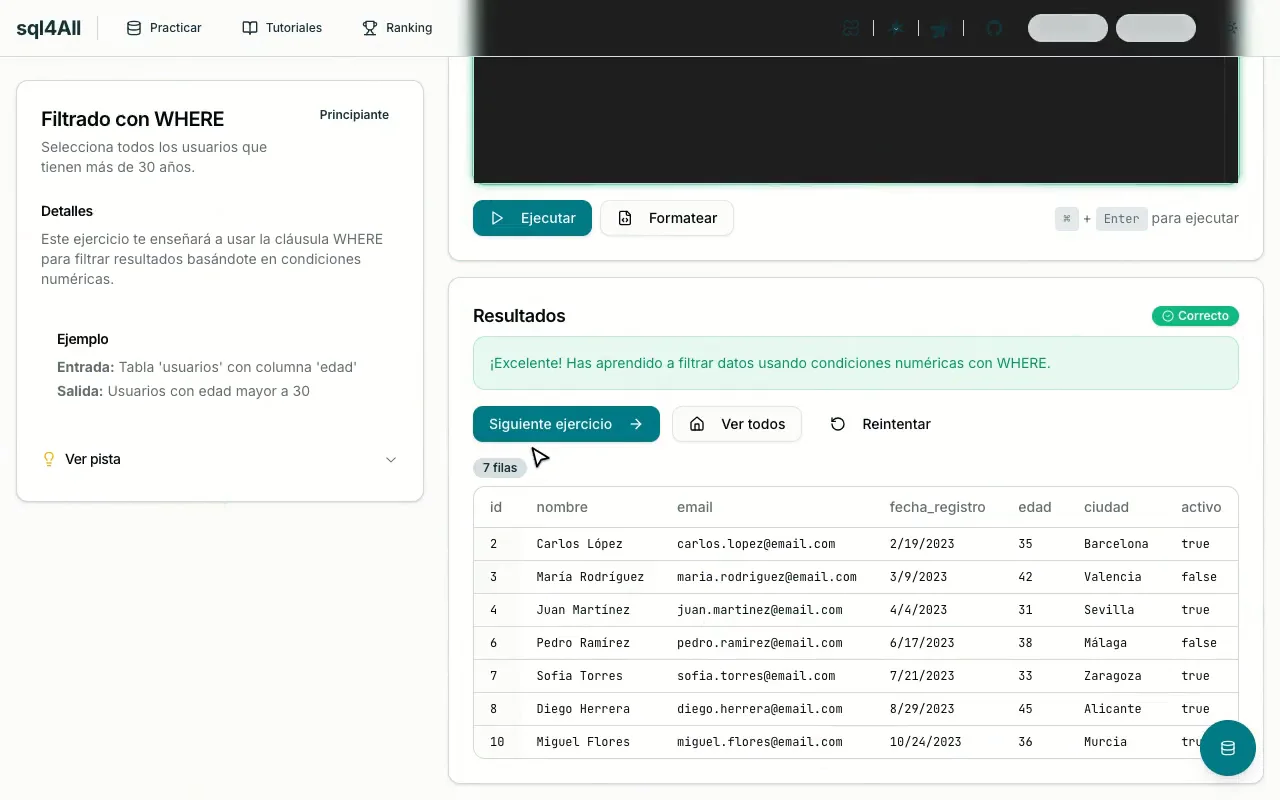 sql4All
Practicar
Tutoriales
Ranking
Filtrado con WHERE
Principiante
Selecciona todos los usuarios que
tienen más de 30 años.
Detalles
Este ejercicio te enseñará a usar la cláusula WHERE
para filtrar resultados basándote en condiciones
numéricas.
Ejemplo
Entrada: Tabla 'usuarios' con columna 'edad'
Salida: Usuarios con edad mayor a 30
Ver pista
Ejecutar
Formatear
⌘ + Enter para ejecutar
Resultados
Correcto
¡Excelente! Has aprendido a filtrar datos usando condiciones numéricas con WHERE.
Siguiente ejercicio
Ver todos
Reintentar
7 filas
id nombre email fecha_registro edad ciudad activo
2 Carlos López carlos.lopez@email.com 2/19/2023 35 Barcelona true
3 María Rodríguez maria.rodriguez@email.com 3/9/2023 42 Valencia false
4 Juan Martínez juan.martinez@email.com 4/4/2023 31 Sevilla true
6 Pedro Ramírez pedro.ramirez@email.com 6/17/2023 38 Málaga false
7 Sofia Torres sofia.torres@email.com 7/21/2023 33 Zaragoza true
8 Diego Herrera diego.herrera@email.com 8/29/2023 45 Alicante true
10 Miguel Flores miguel.flores@email.com 10/24/2023 36 Murcia